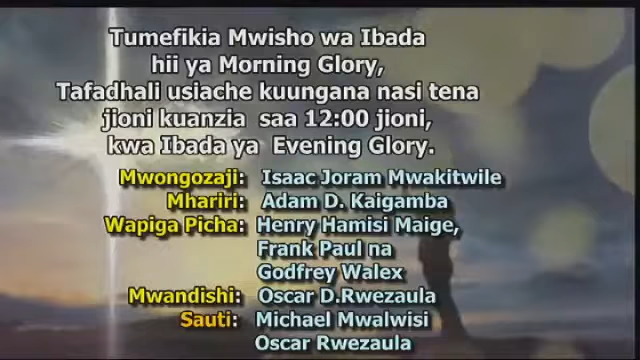 Tumefikia Mwisho wa Ibada
hii ya Morning Glory,
Tafadhali usiache kuungana nasi tena
jioni kuanzia saa 12:00 jioni,
kwa Ibada ya Evening Glory.
Mwongozaji: Isaac Joram Mwakitwile
Mhariri: Adam D. Kaigamba
Wapiga Picha: Henry Hamisi Maige,
Frank Paul na
Godfrey Walex
Mwandishi: Oscar D.Rwezaula
Sauti: Michael Mwalwisi
Oscar Rwezaula